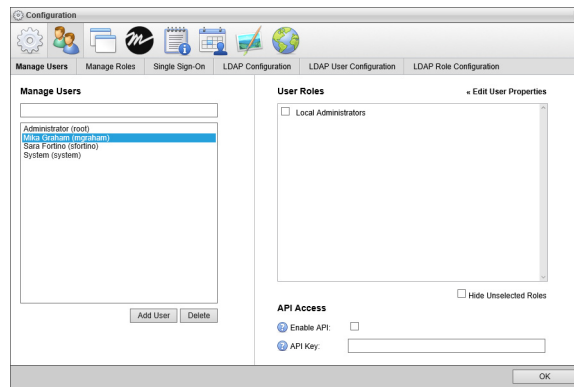 Configuration
Manage Users Manage Roles Single Sign-On LDAP Configuration LDAP User Configuration LDAP Role Configuration
Manage Users
Administrator (root)
Mika Graham (mgraham)
Sara Fortino (sfortino)
System (system)
Add User Delete
User Roles « Edit User Properties
Local Administrators
Hide Unselected Roles
API Access
Enable API:
API Key:
OK